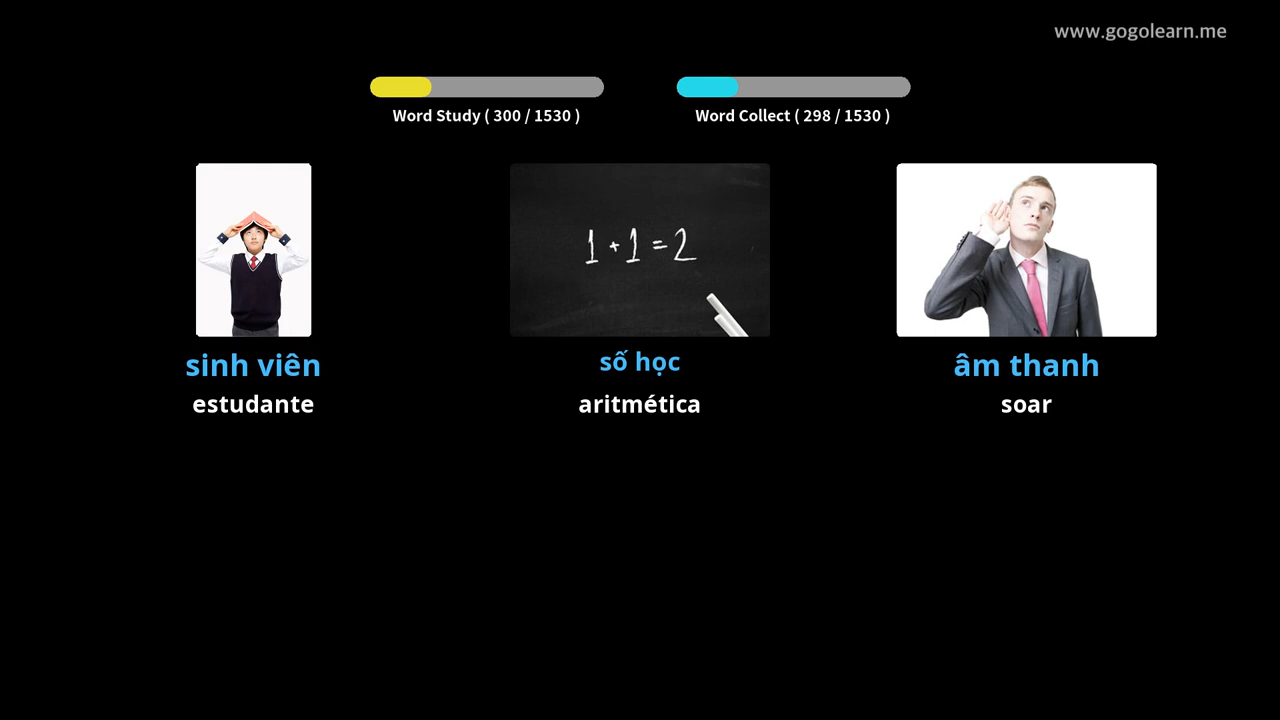 www.gogolearn.me
Word Study ( 300 / 1530 )
Word Collect ( 298 / 1530 )
1 + 1 = 2
sinh viên
số học
âm thanh
estudante
aritmética
soar